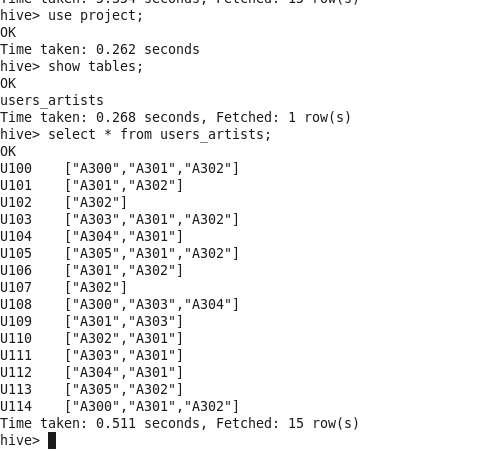 Time taken: 5.354 seconds, Fetched: 15 row(s)
hive> use project;
OK
Time taken: 0.262 seconds
hive> show tables;
OK
users_artists
Time taken: 0.268 seconds, Fetched: 1 row(s)
hive> select * from users_artists;
OK
U100    ["A300","A301","A302"]
U101    ["A301","A302"]
U102    ["A302"]
U103    ["A303","A301","A302"]
U104    ["A304","A301"]
U105    ["A305","A301","A302"]
U106    ["A301","A302"]
U107    ["A302"]
U108    ["A300","A303","A304"]
U109    ["A301","A303"]
U110    ["A302","A301"]
U111    ["A303","A301"]
U112    ["A304","A301"]
U113    ["A305","A302"]
U114    ["A300","A301","A302"]
Time taken: 0.511 seconds, Fetched: 15 row(s)
hive>